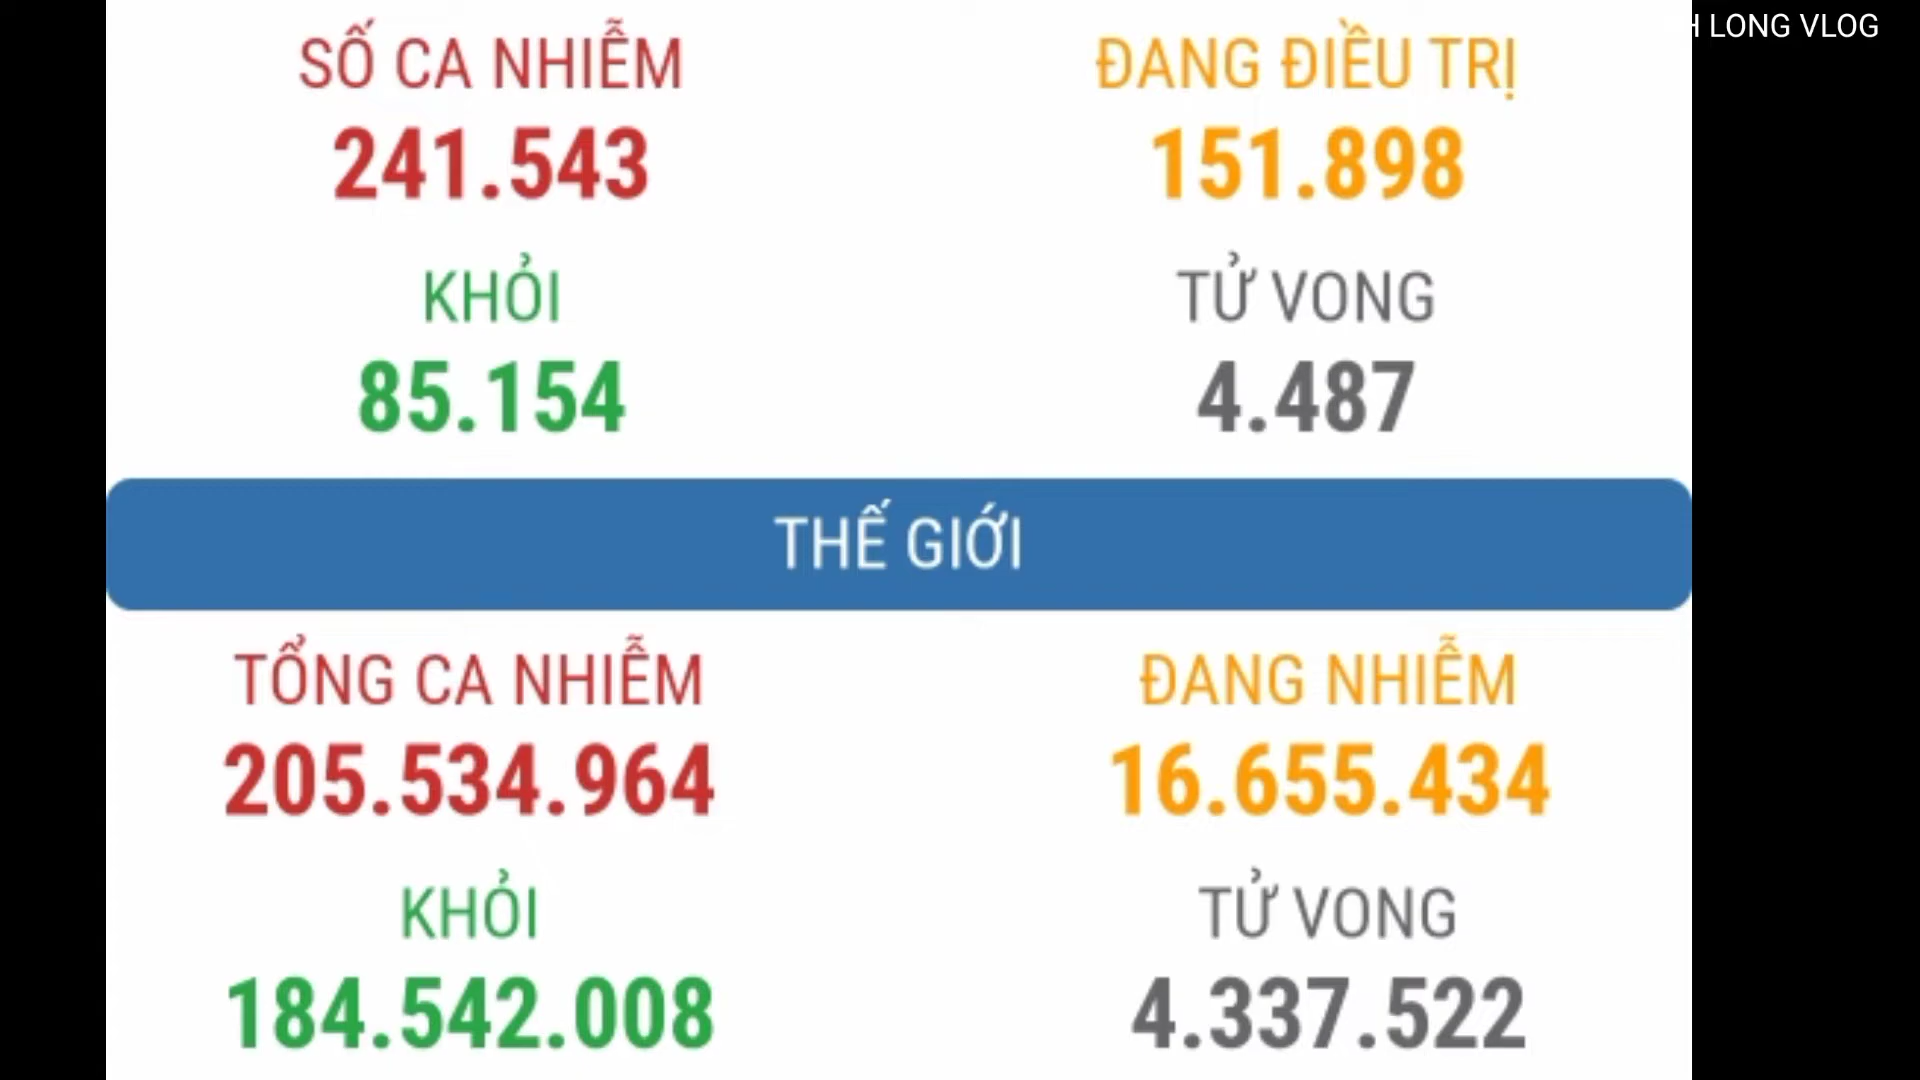 H LONG VLOG
SỐ CA NHIỄM
241.543
ĐANG ĐIỀU TRỊ
151.898
KHỎI
85.154
TỬ VONG
4.487
THẾ GIỚI
TỔNG CA NHIỄM
205.534.964
ĐANG NHIỄM
16.655.434
KHỎI
184.542.008
TỬ VONG
4.337.522